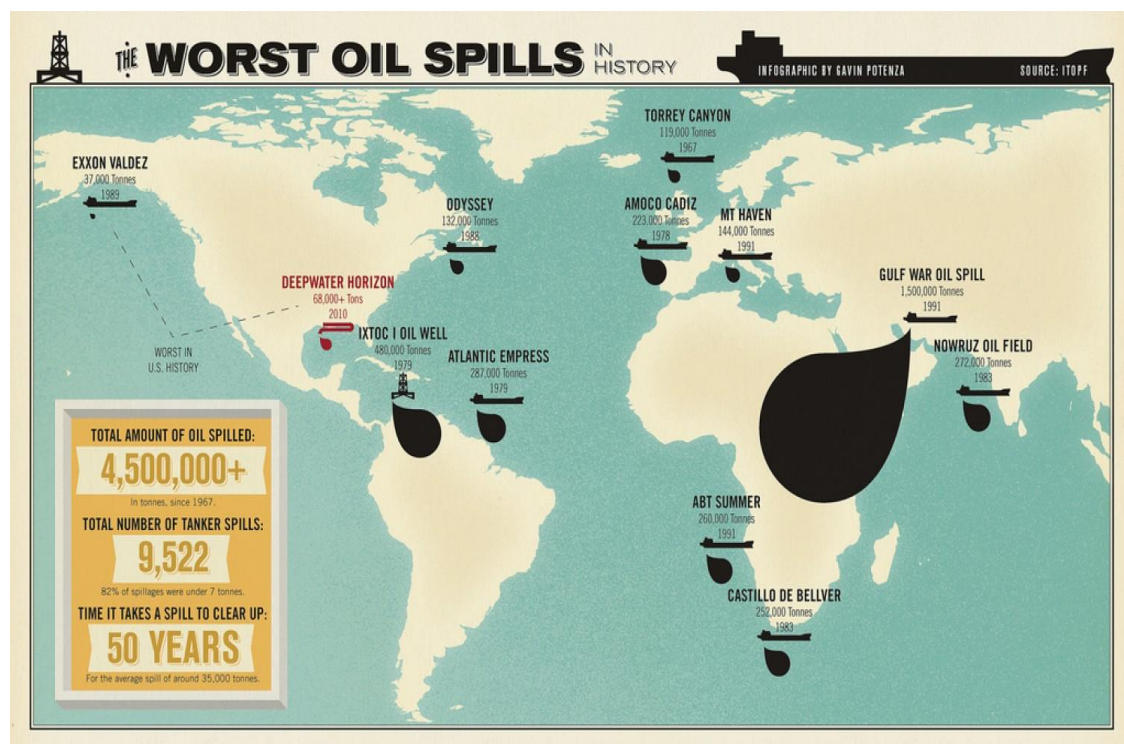 THE WORST OIL SPILLS IN HISTORY
INFOGRAPHIC BY GAVIN POTENZA
SOURCE: ITOPF
TORREY CANYON
119,000 Tonnes
1967
EXXON VALDEZ
37,000 Tonnes
1989
ODYSSEY
132,000 Tonnes
1988
AMOCO CADIZ
223,000 Tonnes
1978
MT HAVEN
144,000 Tonnes
1991
GULF WAR OIL SPILL
1,500,000 Tonnes
1991
DEEPWATER HORIZON
68,000+ Tons
2010
IXTOC I OIL WELL
480,000 Tonnes
1979
NOWRUZ OIL FIELD
272,000 Tonnes
1983
WORST IN
U.S. HISTORY
ATLANTIC EMPRESS
287,000 Tonnes
1979
TOTAL AMOUNT OF OIL SPILLED:
4,500,000+
In tonnes, since 1967.
TOTAL NUMBER OF TANKER SPILLS:
9,522
82% of spillages were under 7 tonnes.
TIME IT TAKES A SPILL TO CLEAR UP:
50 YEARS
For the average spill of around 35,000 tonnes.
ABT SUMMER
260,000 Tonnes
1991
CASTILLO DE BELLVER
252,000 Tonnes
1983